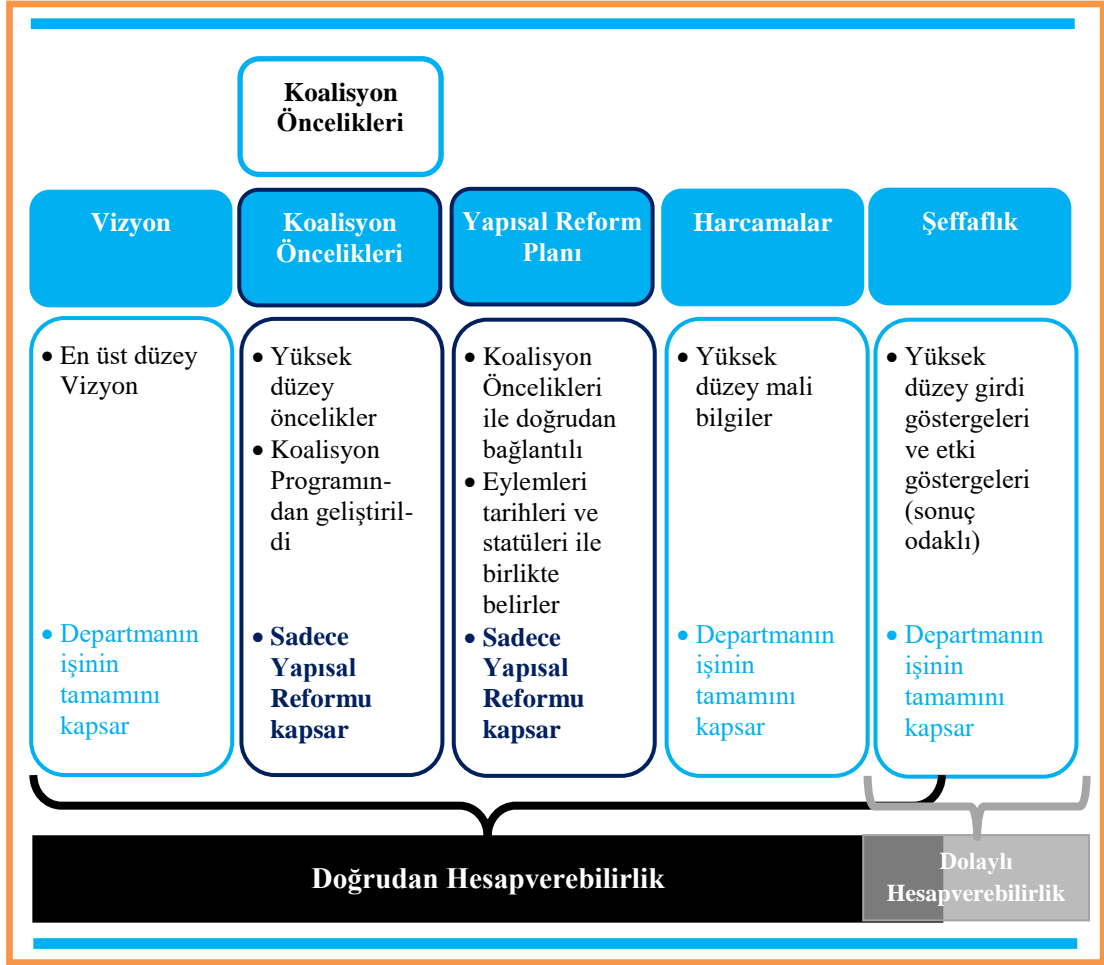 Koalisyon
Öncelikleri
Vizyon
Koalisyon
Öncelikleri
Yapısal Reform
Planı
Harcamalar
Şeffaflık
• En üst düzey
Vizyon
• Departmanın
işinin
tamamını
kapsar
• Yüksek
düzey
öncelikler
• Koalisyon
Programın-
dan geliştiril-
di
• Sadece
Yapısal
Reformu
kapsar
• Koalisyon
Öncelikleri
ile doğrudan
bağlantılı
• Eylemleri
tarihleri ve
statüleri ile
birlikte
belirler
• Sadece
Yapısal
Reformu
kapsar
• Yüksek
düzey mali
bilgiler
• Departmanın
işinin
tamamını
kapsar
• Yüksek
düzey girdi
göstergeleri
ve etki
göstergeleri
(sonuç
odaklı)
• Departmanın
işinin
tamamını
kapsar
Doğrudan Hesapverebilirlik
Dolaylı
Hesapverebilirlik